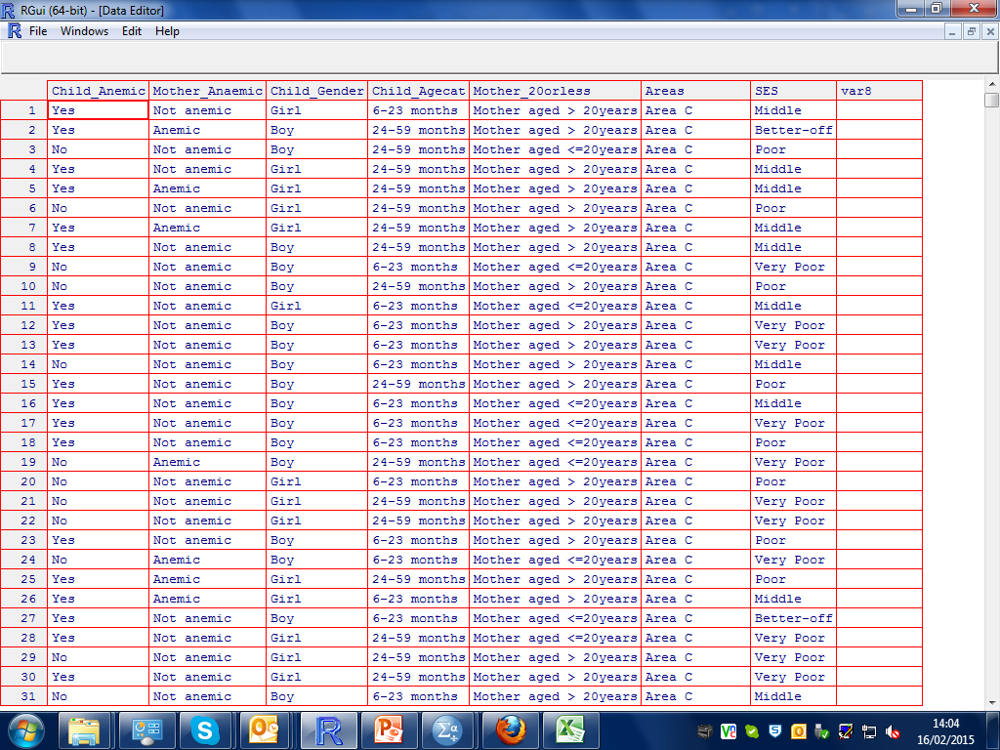 RGui (64-bit) - [Data Editor]
File Windows Edit Help
Child_Anemic Mother_Anaemic Child_Gender Child_Agecat Mother_20orless Areas SES var8
1 Yes Not anemic Girl 6-23 months Mother aged > 20years Area C Middle
2 Yes Anemic Boy 24-59 months Mother aged > 20years Area C Better-off
3 No Not anemic Boy 24-59 months Mother aged <=20years Area C Poor
4 Yes Not anemic Girl 24-59 months Mother aged > 20years Area C Middle
5 Yes Anemic Girl 24-59 months Mother aged > 20years Area C Middle
6 No Not anemic Girl 24-59 months Mother aged > 20years Area C Poor
7 Yes Anemic Girl 24-59 months Mother aged > 20years Area C Middle
8 Yes Not anemic Boy 24-59 months Mother aged > 20years Area C Middle
9 No Not anemic Boy 6-23 months Mother aged <=20years Area C Very Poor
10 No Not anemic Boy 24-59 months Mother aged > 20years Area C Poor
11 Yes Not anemic Girl 6-23 months Mother aged <=20years Area C Middle
12 Yes Not anemic Boy 6-23 months Mother aged > 20years Area C Very Poor
13 Yes Not anemic Boy 6-23 months Mother aged > 20years Area C Very Poor
14 No Not anemic Boy 6-23 months Mother aged > 20years Area C Middle
15 Yes Not anemic Boy 24-59 months Mother aged > 20years Area C Poor
16 Yes Not anemic Boy 6-23 months Mother aged <=20years Area C Middle
17 Yes Not anemic Boy 6-23 months Mother aged <=20years Area C Very Poor
18 Yes Not anemic Boy 6-23 months Mother aged <=20years Area C Poor
19 No Anemic Boy 24-59 months Mother aged <=20years Area C Very Poor
20 No Not anemic Girl 6-23 months Mother aged > 20years Area C Poor
21 No Not anemic Girl 24-59 months Mother aged > 20years Area C Very Poor
22 No Not anemic Girl 24-59 months Mother aged > 20years Area C Very Poor
23 Yes Not anemic Boy 6-23 months Mother aged > 20years Area C Poor
24 No Anemic Boy 6-23 months Mother aged <=20years Area C Very Poor
25 Yes Anemic Girl 24-59 months Mother aged > 20years Area C Poor
26 Yes Anemic Girl 6-23 months Mother aged > 20years Area C Middle
27 Yes Not anemic Boy 6-23 months Mother aged <=20years Area C Better-off
28 Yes Not anemic Girl 24-59 months Mother aged <=20years Area C Very Poor
29 No Not anemic Girl 24-59 months Mother aged > 20years Area C Very Poor
30 Yes Not anemic Girl 24-59 months Mother aged > 20years Area C Very Poor
31 No Not anemic Boy 6-23 months Mother aged > 20years Area C Middle
14:04
16/02/2015